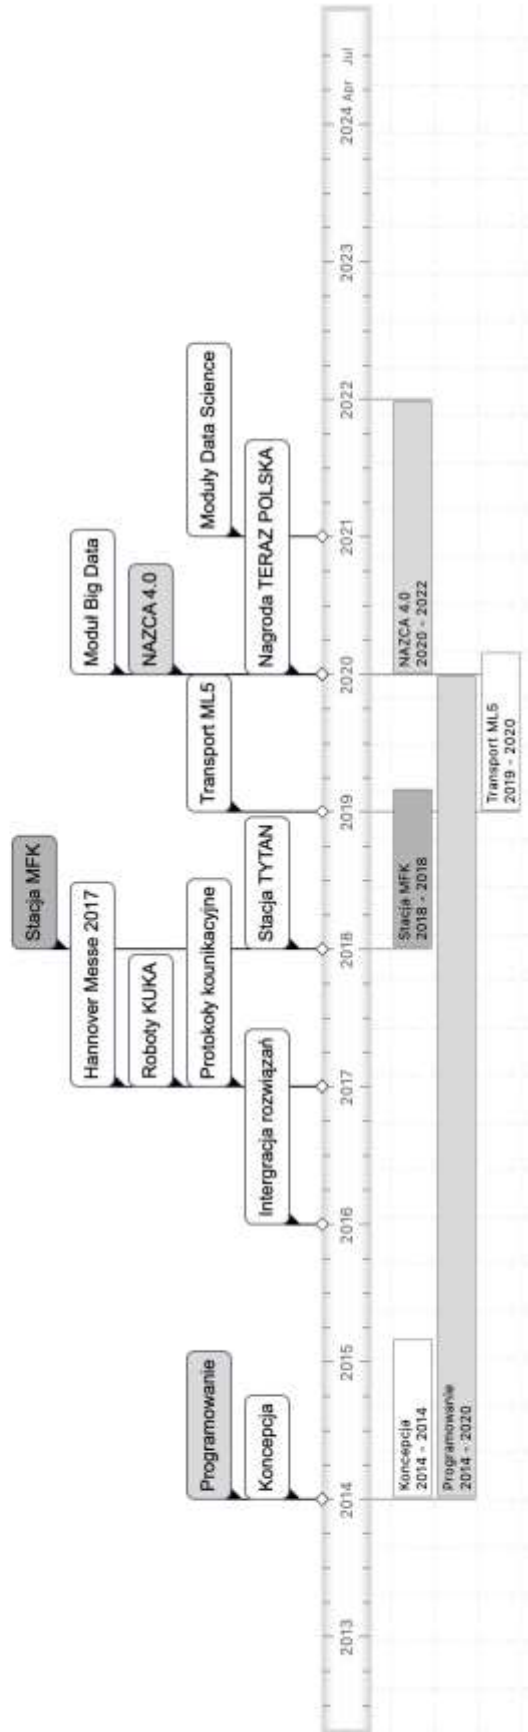 Stacja MFK
Hannover Messe 2017
Moduł Big Data
Roboty KUKA
NAZCA 4.0
Programowanie
Protokoły kounikacyjne
Transport ML5
Moduły Data Science
Koncepcja
Intergracja rozwiązań
Stacja TYTAN
Nagroda TERAZ POLSKA
2013 2014 2015 2016 2017 2018 2019 2020 2021 2022 2023 2024 Apr Jul
Koncepcja
2014 - 2014
Stacja MFK
2018 - 2018
NAZCA 4.0
2020 - 2022
Programowanie
2014 - 2020
Transport ML5
2019 - 2020